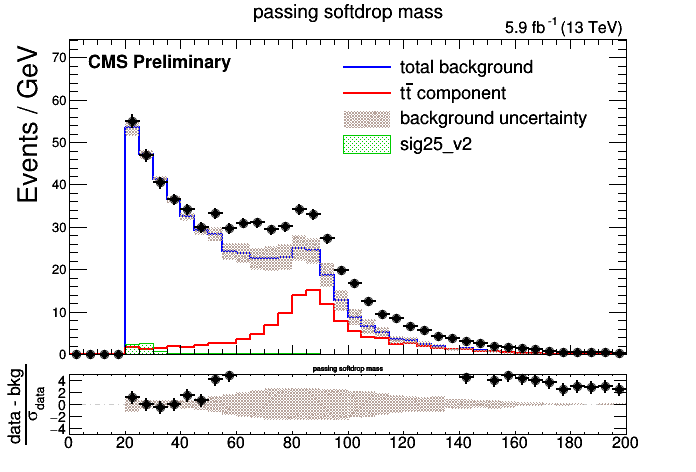 passing softdrop mass
5.9 fb⁻¹ (13 TeV)
CMS Preliminary
total background
tt̄ component
background uncertainty
sig25_v2
Events / GeV
70
60
50
40
30
20
10
0
passing softdrop mass
data - bkg
σ_data
4
2
0
−2
−4
0 20 40 60 80 100 120 140 160 180 200